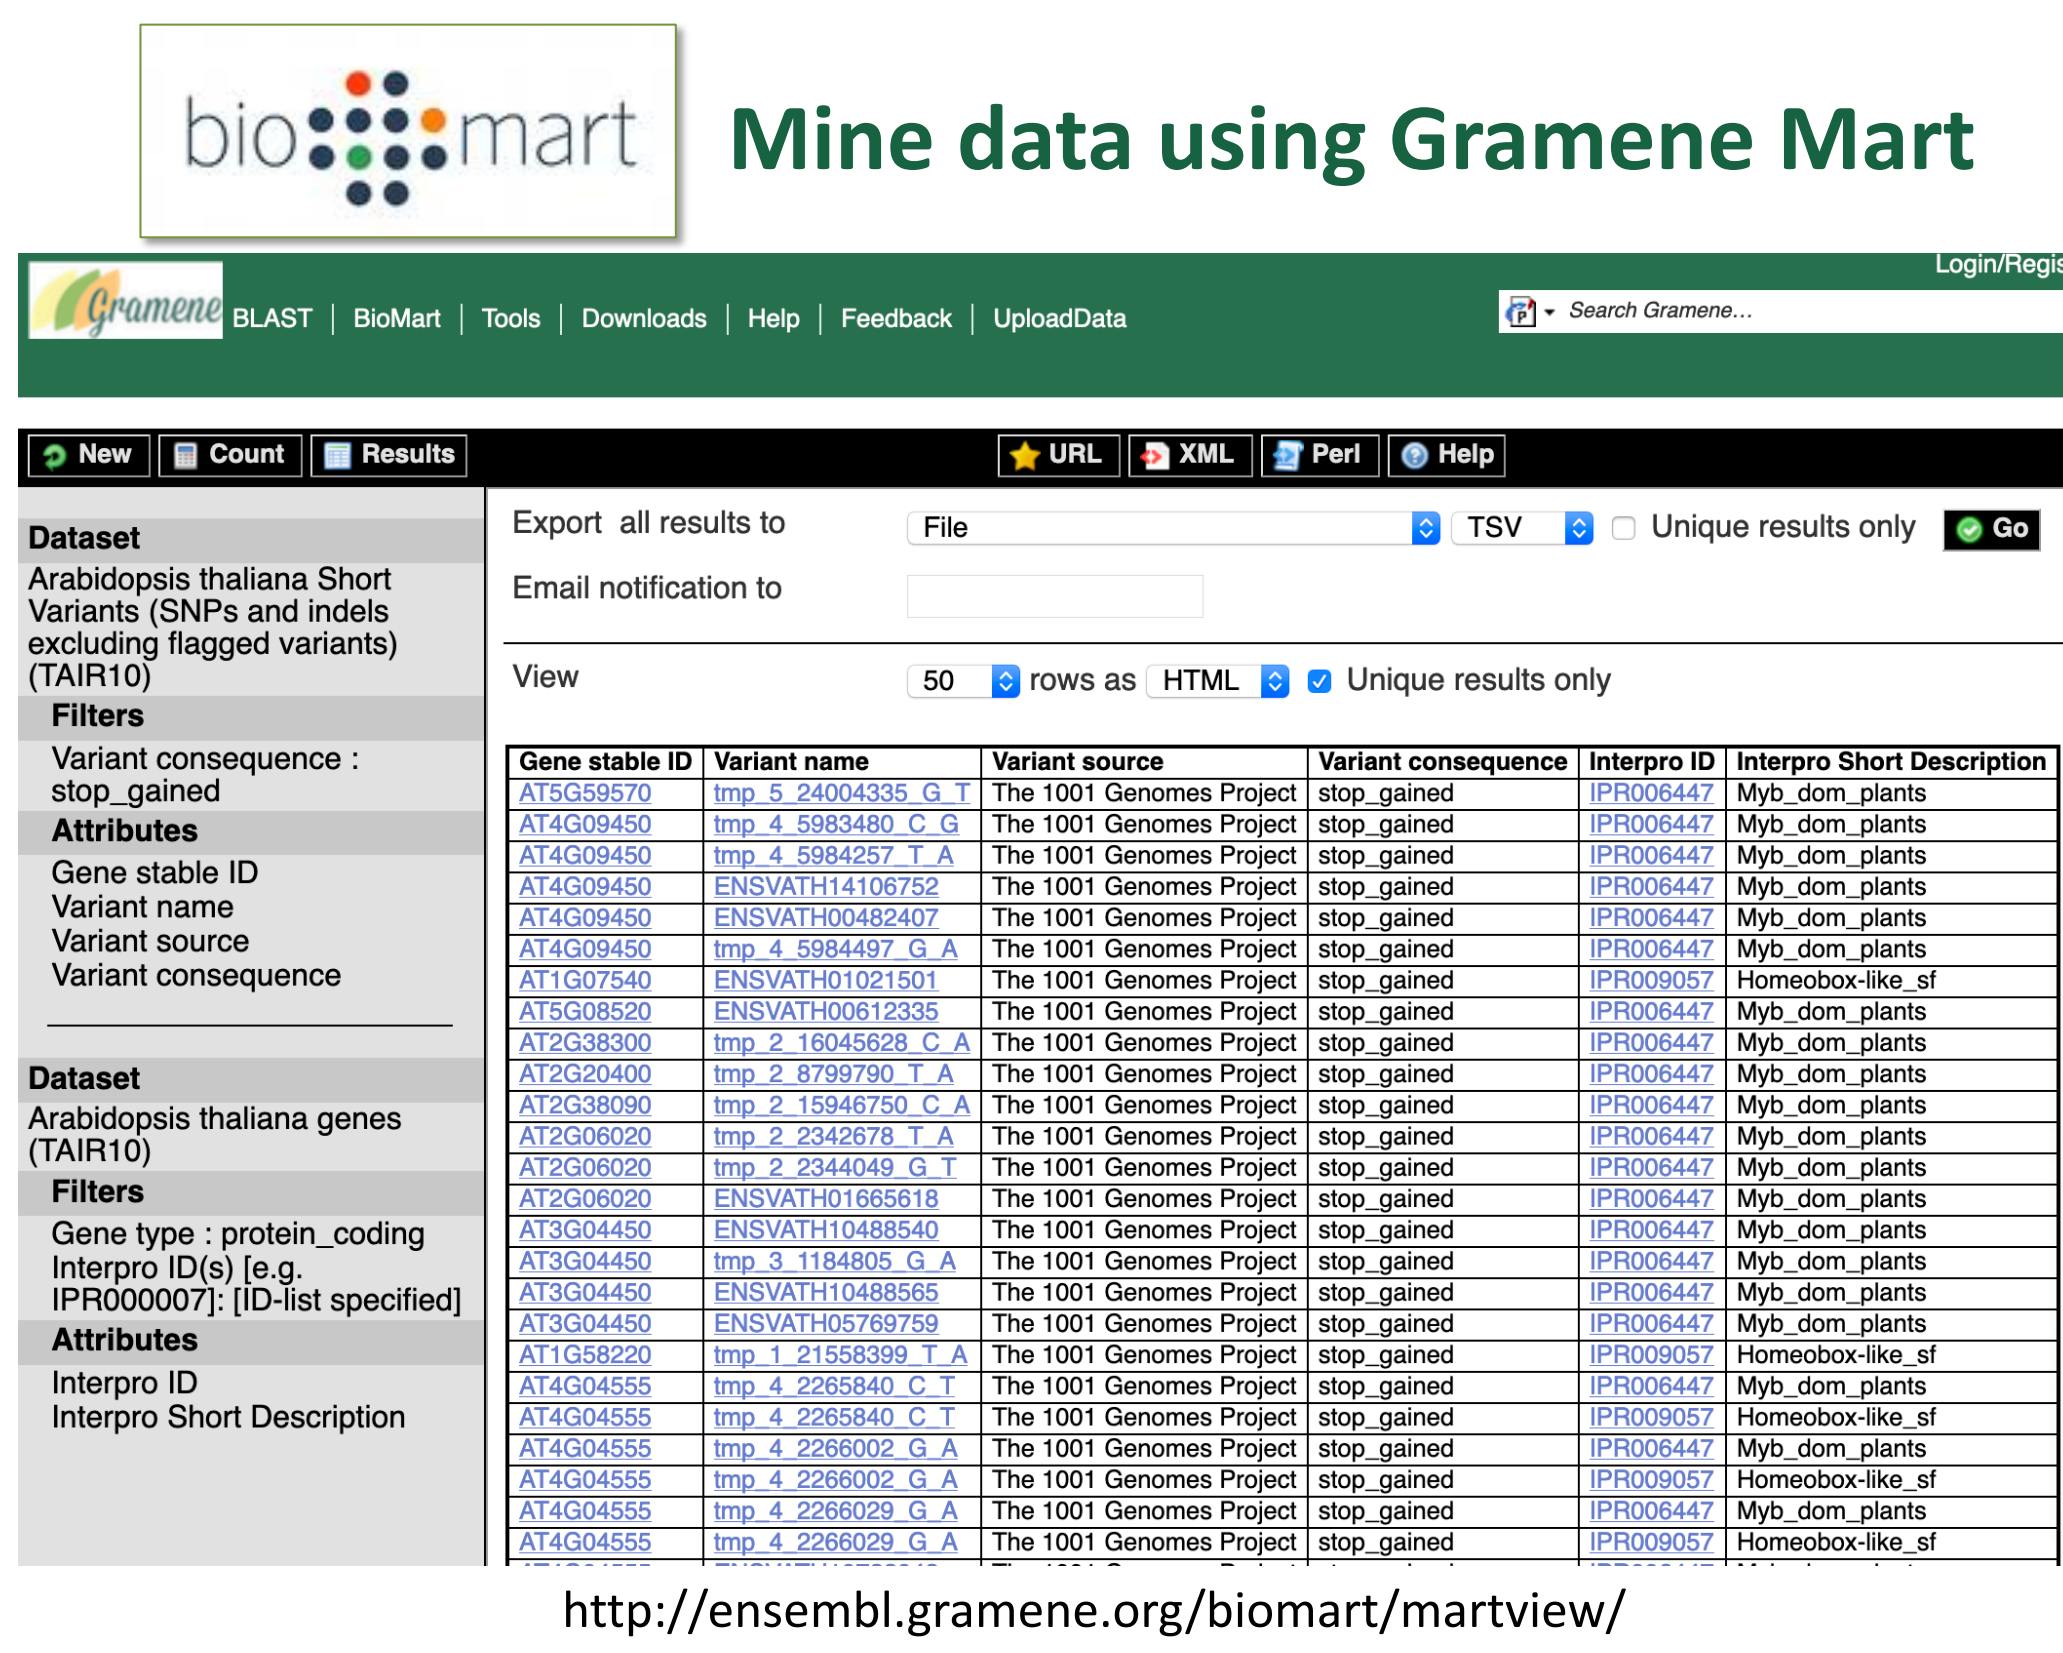 biomart
Mine data using Gramene Mart
Login/Regis
Gramene BLAST | BioMart | Tools | Downloads | Help | Feedback | UploadData
Search Gramene...
New Count Results URL XML Perl Help
Dataset
Arabidopsis thaliana Short
Variants (SNPs and indels
excluding flagged variants)
(TAIR10)
Filters
Variant consequence :
stop_gained
Attributes
Gene stable ID
Variant name
Variant source
Variant consequence
Dataset
Arabidopsis thaliana genes
(TAIR10)
Filters
Gene type : protein_coding
Interpro ID(s) [e.g.
IPR000007]: [ID-list specified]
Attributes
Interpro ID
Interpro Short Description
Export all results to File TSV Unique results only Go
Email notification to
View 50 rows as HTML Unique results only
Gene stable ID Variant name Variant source Variant consequence Interpro ID Interpro Short Description
AT5G59570 tmp_5_24004335_G_T The 1001 Genomes Project stop_gained IPR006447 Myb_dom_plants
AT4G09450 tmp_4_5983480_C_G The 1001 Genomes Project stop_gained IPR006447 Myb_dom_plants
AT4G09450 tmp_4_5984257_T_A The 1001 Genomes Project stop_gained IPR006447 Myb_dom_plants
AT4G09450 ENSVATH14106752 The 1001 Genomes Project stop_gained IPR006447 Myb_dom_plants
AT4G09450 ENSVATH00482407 The 1001 Genomes Project stop_gained IPR006447 Myb_dom_plants
AT4G09450 tmp_4_5984497_G_A The 1001 Genomes Project stop_gained IPR006447 Myb_dom_plants
AT1G07540 ENSVATH01021501 The 1001 Genomes Project stop_gained IPR009057 Homeobox-like_sf
AT5G08520 ENSVATH00612335 The 1001 Genomes Project stop_gained IPR006447 Myb_dom_plants
AT2G38300 tmp_2_16045628_C_A The 1001 Genomes Project stop_gained IPR006447 Myb_dom_plants
AT2G20400 tmp_2_8799790_T_A The 1001 Genomes Project stop_gained IPR006447 Myb_dom_plants
AT2G38090 tmp_2_15946750_C_A The 1001 Genomes Project stop_gained IPR006447 Myb_dom_plants
AT2G06020 tmp_2_2342678_T_A The 1001 Genomes Project stop_gained IPR006447 Myb_dom_plants
AT2G06020 tmp_2_2344049_G_T The 1001 Genomes Project stop_gained IPR006447 Myb_dom_plants
AT2G06020 ENSVATH01665618 The 1001 Genomes Project stop_gained IPR006447 Myb_dom_plants
AT3G04450 ENSVATH10488540 The 1001 Genomes Project stop_gained IPR006447 Myb_dom_plants
AT3G04450 tmp_3_1184805_G_A The 1001 Genomes Project stop_gained IPR006447 Myb_dom_plants
AT3G04450 ENSVATH10488565 The 1001 Genomes Project stop_gained IPR006447 Myb_dom_plants
AT3G04450 ENSVATH05769759 The 1001 Genomes Project stop_gained IPR006447 Myb_dom_plants
AT1G58220 tmp_1_21558399_T_A The 1001 Genomes Project stop_gained IPR009057 Homeobox-like_sf
AT4G04555 tmp_4_2265840_C_T The 1001 Genomes Project stop_gained IPR006447 Myb_dom_plants
AT4G04555 tmp_4_2265840_C_T The 1001 Genomes Project stop_gained IPR009057 Homeobox-like_sf
AT4G04555 tmp_4_2266002_G_A The 1001 Genomes Project stop_gained IPR006447 Myb_dom_plants
AT4G04555 tmp_4_2266002_G_A The 1001 Genomes Project stop_gained IPR009057 Homeobox-like_sf
AT4G04555 tmp_4_2266029_G_A The 1001 Genomes Project stop_gained IPR006447 Myb_dom_plants
AT4G04555 tmp_4_2266029_G_A The 1001 Genomes Project stop_gained IPR009057 Homeobox-like_sf
http://ensembl.gramene.org/biomart/martview/